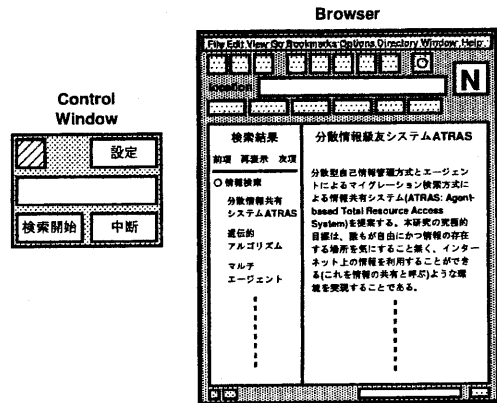 Browser
File Edit View Go Bookmarks Options Directory Window Help
location
N
Control
Window
設定
検索開始
中断
検索結果
前項 再表示 次項
○ 情報検索
分散情報共有
システムATRAS
遺伝的
アルゴリズム
マルチ
エージェント
分散情報級友システムATRAS
分散型自己情報管理方式とエージェン
トによるマイグレーション検索方式に
よる情報共有システム(ATRAS: Agent-
based Total Resource Access
System)を提案する。本研究の究極的
目標は、誰もが自由にかつ情報の存在
する場所を気にすること無く、インター
ネット上の情報を利用することができ
る(これを情報の共有と呼ぶ)ような環
境を実現することである。